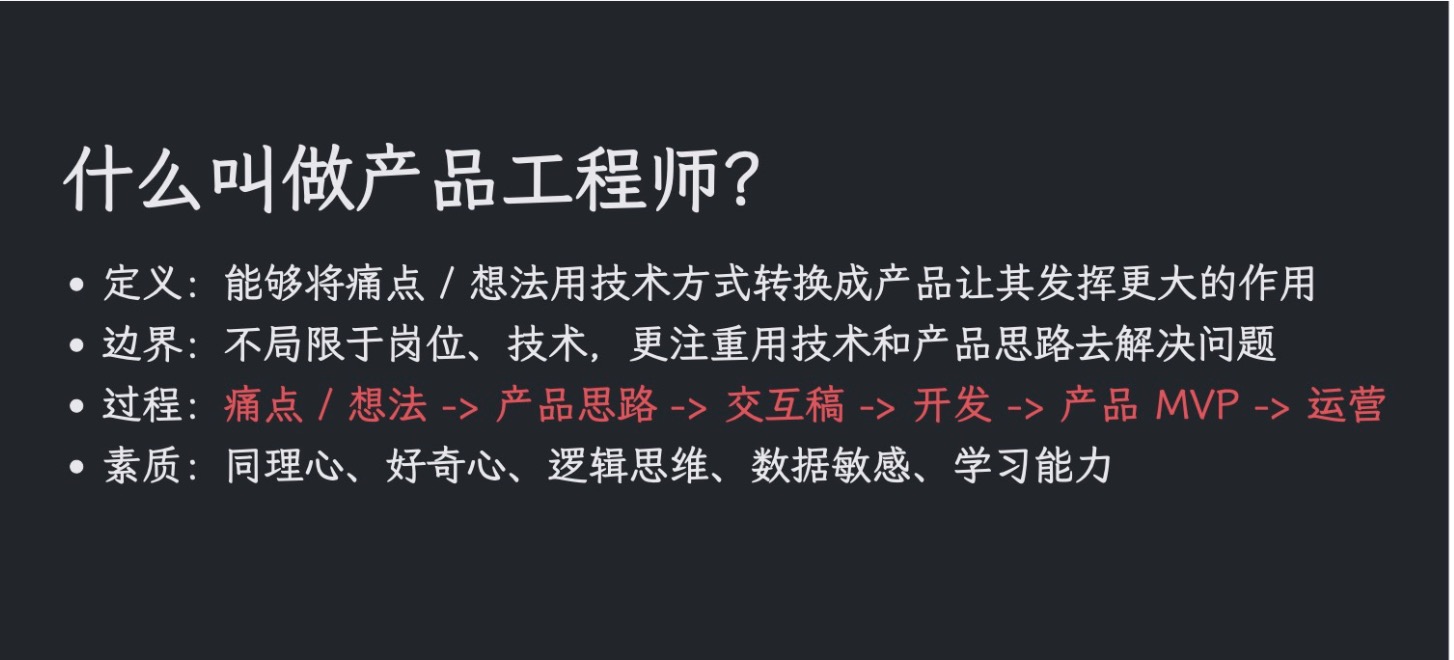 什么叫做产品工程师?
• 定义：能够将痛点 / 想法用技术方式转换成产品让其发挥更大的作用
• 边界：不局限于岗位、技术，更注重用技术和产品思路去解决问题
• 过程：痛点 / 想法 -> 产品思路 -> 交互稿 -> 开发 -> 产品 MVP -> 运营
• 素质：同理心、好奇心、逻辑思维、数据敏感、学习能力